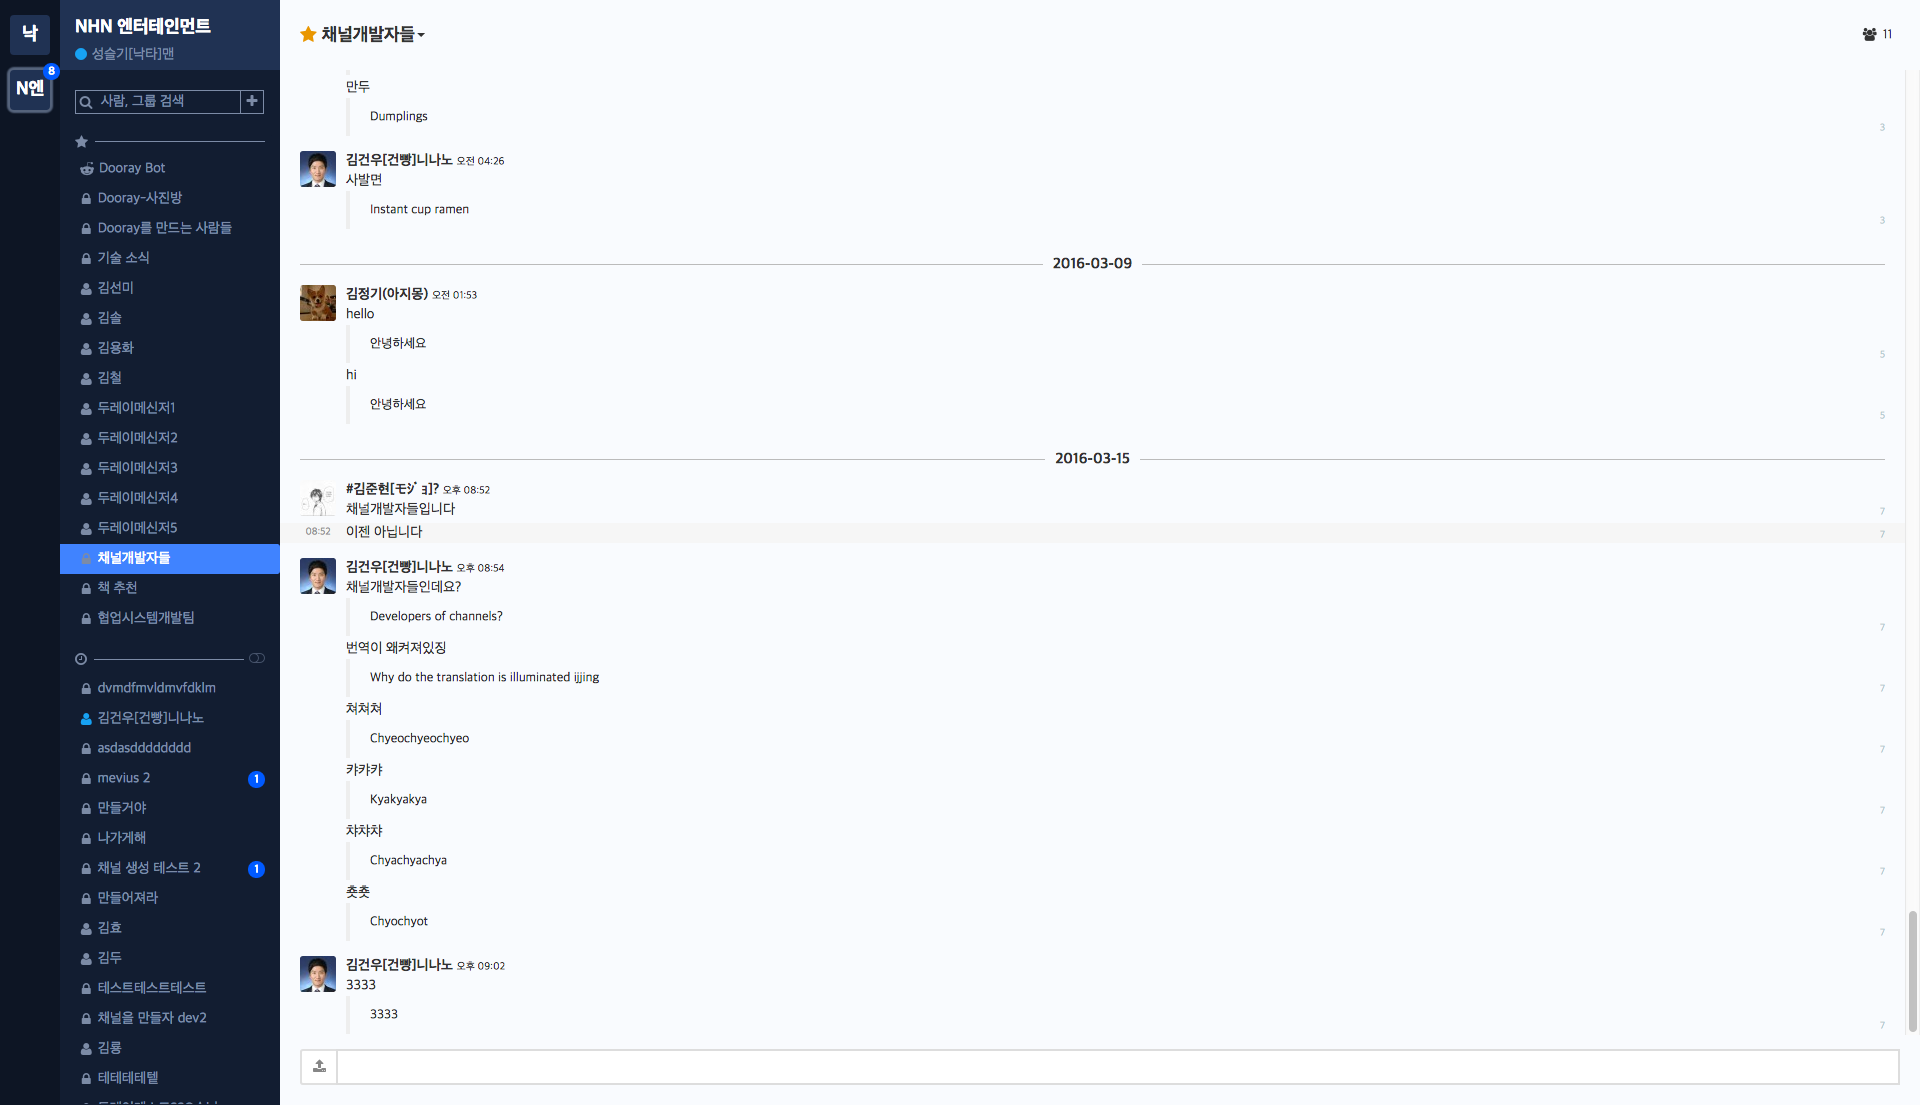 낙
N엔
8
NHN 엔터테인먼트
성슬기[낙타]맨
사람, 그룹 검색
Dooray Bot
Dooray-사진방
Dooray를 만드는 사람들
기술 소식
김선미
김솔
김용화
김철
두레이메신저1
두레이메신저2
두레이메신저3
두레이메신저4
두레이메신저5
채널개발자들
책 추천
협업시스템개발팀
dvmdfmvldmvfdklm
김건우[건빵]니나노
asdasdddddddd
mevius 2 1
만들거야
나가게해
채널 생성 테스트 2 1
만들어져라
김효
김두
테스트테스트테스트
채널을 만들자 dev2
김룡
테테테테텥
채널개발자들
11
만두
Dumplings
3
김건우[건빵]니나노 오전 04:26
사발면
Instant cup ramen
3
2016-03-09
김정기(아지몽) 오전 01:53
hello
안녕하세요
5
hi
안녕하세요
5
2016-03-15
#김준현[モジョ]? 오후 08:52
채널개발자들입니다
7
08:52 이젠 아닙니다
7
김건우[건빵]니나노 오후 08:54
채널개발자들인데요?
Developers of channels?
7
번역이 왜켜져있징
Why do the translation is illuminated ijjing
7
쳐쳐쳐
Chyeochyeochyeo
7
캬캬캬
Kyakyakya
7
챠챠챠
Chyachyachya
7
춋춋
Chyochyot
7
김건우[건빵]니나노 오후 09:02
3333
3333
7